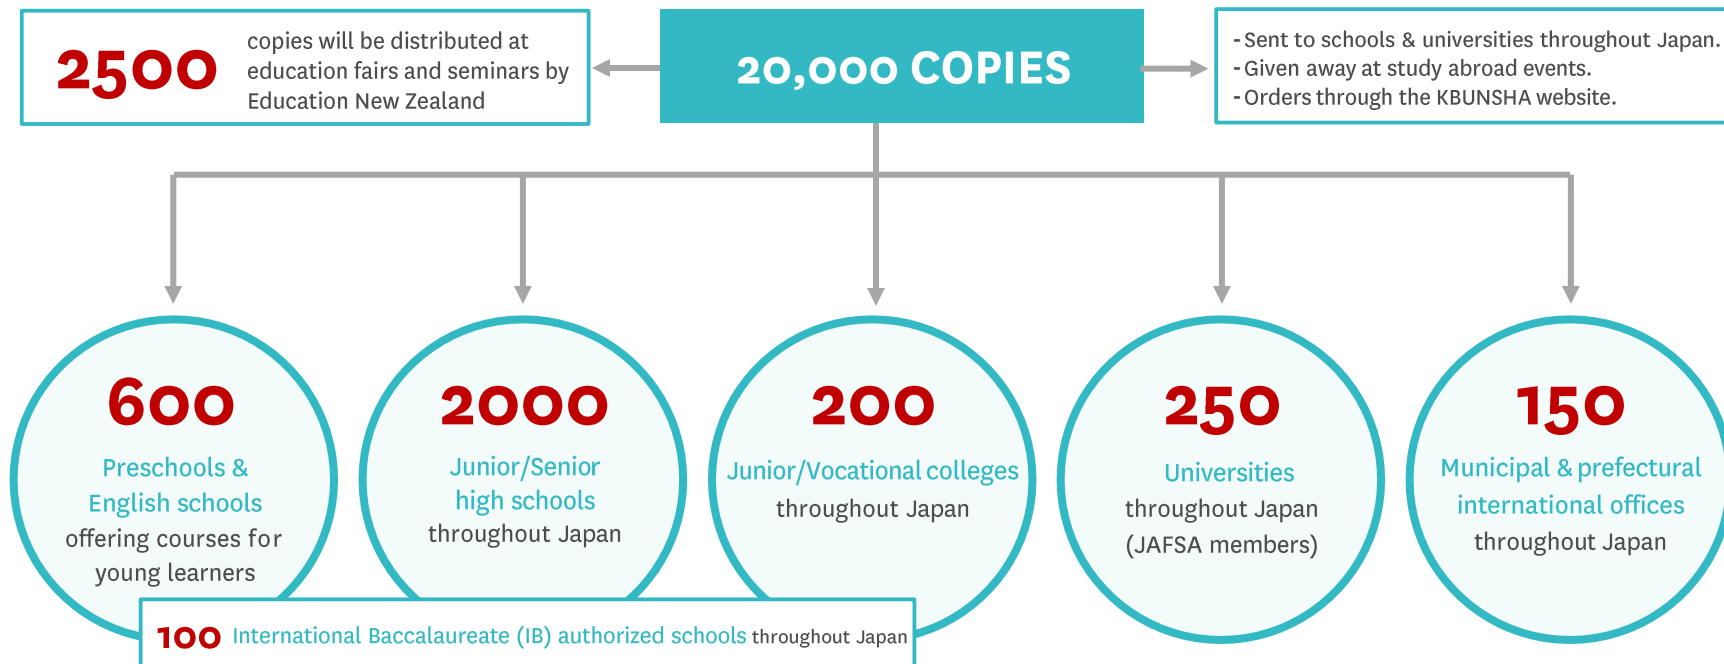 2500
copies will be distributed at
education fairs and seminars by
Education New Zealand
20,000 COPIES
- Sent to schools & universities throughout Japan.
- Given away at study abroad events.
- Orders through the KBUNSHA website.
600
Preschools &
English schools
offering courses for
young learners
2000
Junior/Senior
high schools
throughout Japan
200
Junior/Vocational colleges
throughout Japan
250
Universities
throughout Japan
(JAFSA members)
150
Municipal & prefectural
international offices
throughout Japan
100 International Baccalaureate (IB) authorized schools throughout Japan